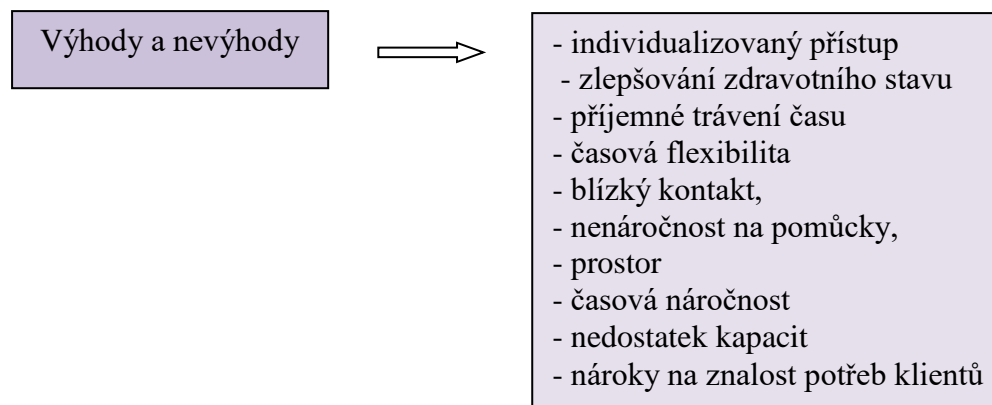 Výhody a nevýhody
- individualizovaný přístup
- zlepšování zdravotního stavu
- příjemné trávení času
- časová flexibilita
- blízký kontakt,
- nenáročnost na pomůcky,
- prostor
- časová náročnost
- nedostatek kapacit
- nároky na znalost potřeb klientů